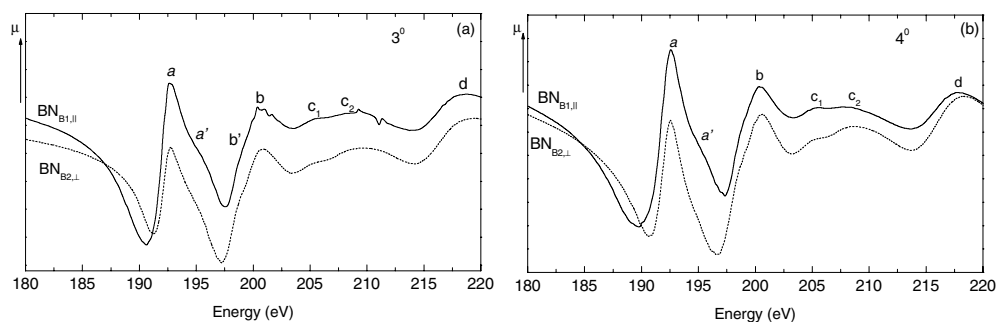 μ
3⁰
(a)
a
a'
b'
b
c₁
c₂
d
BN_B1,||
BN_B2,⊥
180 185 190 195 200 205 210 215 220
Energy (eV)
μ
4⁰
(b)
a
a'
b
c₁
c₂
d
BN_B1,||
BN_B2,⊥
180 185 190 195 200 205 210 215 220
Energy (eV)